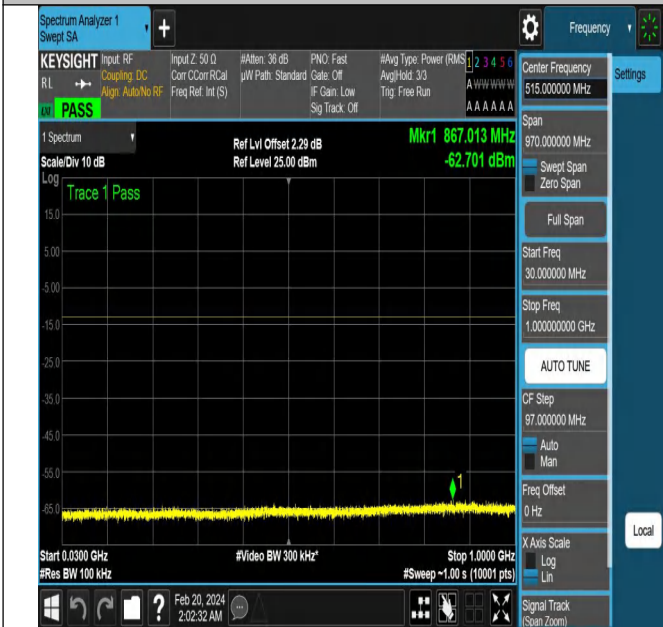 Spectrum Analyzer 1
Swept SA
+
Frequency
KEYSIGHT
RL
PASS
Input: RF
Coupling: DC
Align: Auto/No RF
Input Z: 50 Ω
Corr CCorr RCal
Freq Ref: Int (S)
#Atten: 36 dB
µW Path: Standard
PNO: Fast
Gate: Off
IF Gain: Low
Sig Track: Off
#Avg Type: Power (RMS
Avg|Hold: 3/3
Trig: Free Run
1 2 3 4 5 6
A W W W W W
A A A A A A
Center Frequency
515.000000 MHz
Settings
1 Spectrum
Scale/Div 10 dB
Ref Lvl Offset 2.29 dB
Ref Level 25.00 dBm
Mkr1 867.013 MHz
-62.701 dBm
Log
Trace 1 Pass
15.0
5.00
-5.00
-15.0
-25.0
-35.0
-45.0
-55.0
-65.0
1
Start 0.0300 GHz
#Res BW 100 kHz
#Video BW 300 kHz*
Stop 1.0000 GHz
#Sweep ~1.00 s (10001 pts)
Span
970.000000 MHz
Swept Span
Zero Span
Full Span
Start Freq
30.000000 MHz
Stop Freq
1.000000000 GHz
AUTO TUNE
CF Step
97.000000 MHz
Auto
Man
Freq Offset
0 Hz
X Axis Scale
Log
Lin
Local
Signal Track
(Span Zoom)
?
Feb 20, 2024
2:02:32 AM